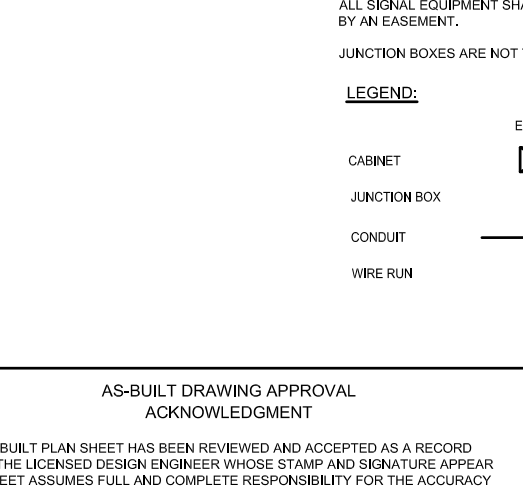 ALL SIGNAL EQUIPMENT
BY AN EASEMENT.
JUNCTION BOXES ARE NOT
LEGEND:
CABINET
JUNCTION BOX
CONDUIT
WIRE RUN
AS-BUILT DRAWING APPROVAL
ACKNOWLEDGMENT
BUILT PLAN SHEET HAS BEEN REVIEWED AND ACCEPTED AS A RECORD
THE LICENSED DESIGN ENGINEER WHOSE STAMP AND SIGNATURE APPEAR
ASSUMES FULL AND COMPLETE RESPONSIBILITY FOR THE ACCURACY